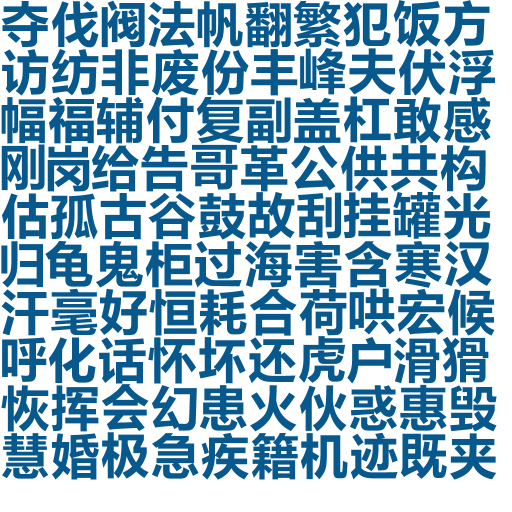 夺伐阀法帆翻繁犯饭方
访纺非废份丰峰夫伏浮
幅福辅付复副盖杠敢感
刚岗给告哥革公供共构
估孤古谷鼓故刮挂罐光
归龟鬼柜过海害含寒汉
汗毫好恒耗合荷哄宏候
呼化话怀坏还虎户滑猾
恢挥会幻患火伙惑惠毁
慧婚极急疾籍机迹既夹